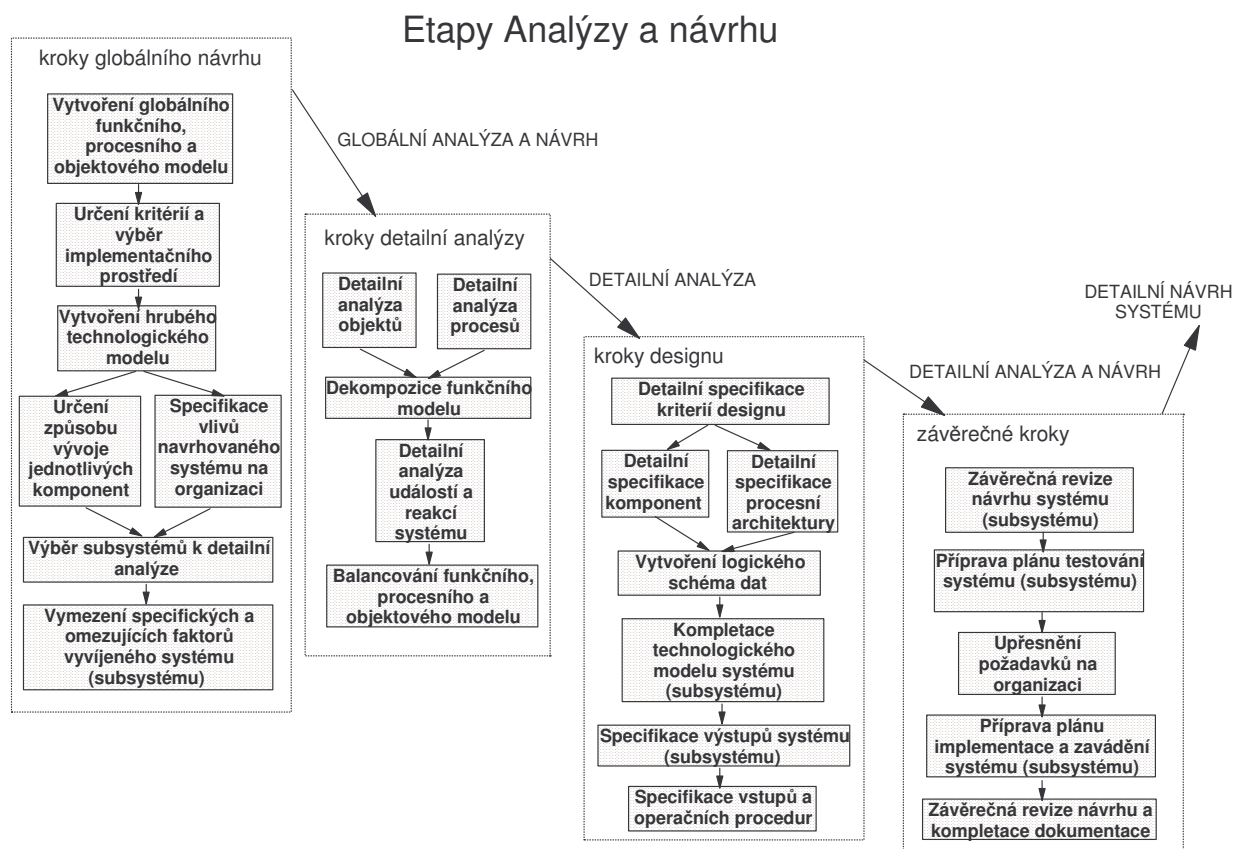 Etapy Analýzy a návrhu
kroky globálního návrhu
Vytvoření globálního
funkčního,
procesního a
objektového modelu
Určení kritérií a
výběr
implementačního
prostředí
Vytvoření hrubého
technologického
modelu
Určení
způsobu
vývoje
jednotlivých
komponent
Specifikace
vlivů
navrhovaného
systému na
organizaci
Výběr subsystémů k detailní
analýze
Vymezení specifických a
omezujících faktorů
vyvíjeného systému
(subsystému)
GLOBÁLNÍ ANALÝZA A NÁVRH
kroky detailní analýzy
Detailní
analýza
objektů
Detailní
analýza
procesů
Dekompozice funkčního
modelu
Detailní
analýza
událostí a
reakcí
systému
Balancování funkčního,
procesního a
objektového modelu
DETAILNÍ ANALÝZA
kroky designu
Detailní specifikace
kriterií designu
Detailní
specifikace
komponent
Detailní
specifikace
procesní
architektury
Vytvoření logického
schéma dat
Kompletace
technologického
modelu systému
(subsystému)
Specifikace výstupů systému
(subsystému)
Specifikace vstupů a
operačních procedur
DETAILNÍ ANALÝZA A NÁVRH
závěrečné kroky
Závěrečná revize
návrhu systému
(subsystému)
Příprava plánu testování
systému (subsystému)
Upřesnění
požadavků na
organizaci
Příprava plánu
implementace a zavádění
systému (subsystému)
Závěrečná revize návrhu a
kompletace dokumentace
DETAILNÍ NÁVRH
SYSTÉMU